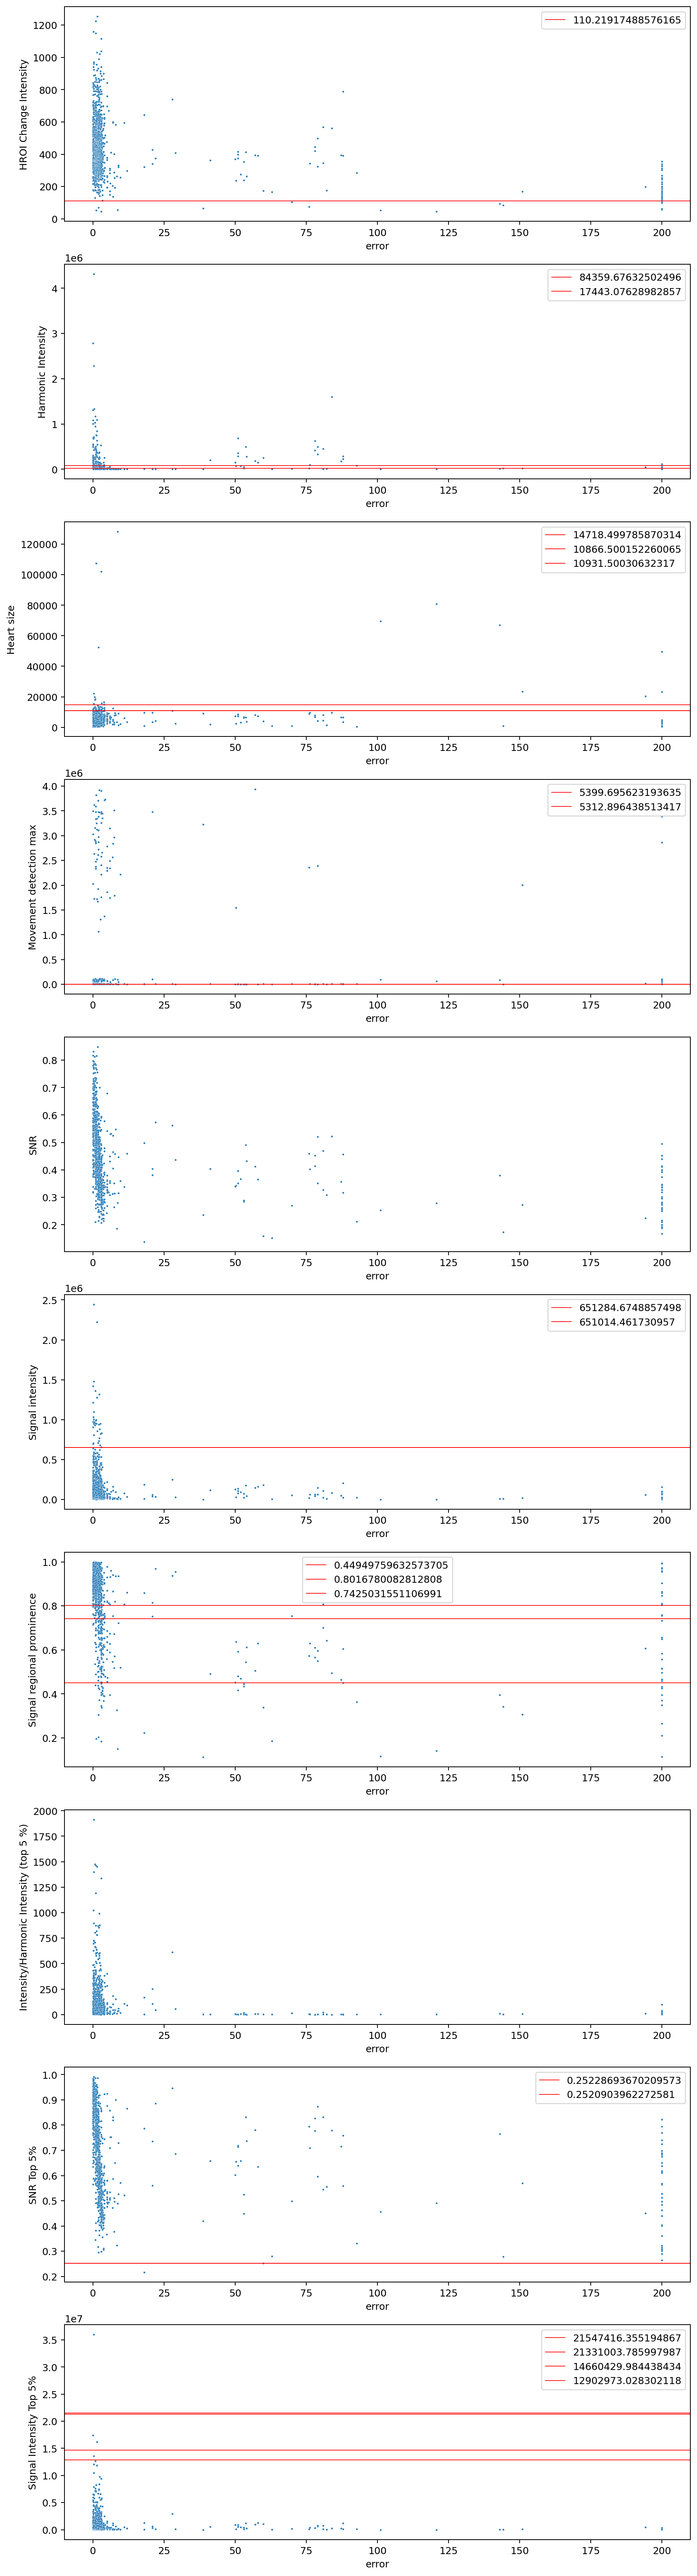 110.21917488576165
1200
1000
800
600
400
200
0
HROI Change Intensity
0 25 50 75 100 125 150 175 200
error
1e6
84359.67632502496
17443.07628982857
4
3
2
1
0
Harmonic Intensity
0 25 50 75 100 125 150 175 200
error
14718.499785870314
10866.500152260065
10931.50030632317
120000
100000
80000
60000
40000
20000
0
Heart size
0 25 50 75 100 125 150 175 200
error
1e6
5399.695623193635
5312.896438513417
4.0
3.5
3.0
2.5
2.0
1.5
1.0
0.5
0.0
Movement detection max
0 25 50 75 100 125 150 175 200
error
0.8
0.7
0.6
0.5
0.4
0.3
0.2
SNR
0 25 50 75 100 125 150 175 200
error
1e6
651284.6748857498
651014.461730957
2.5
2.0
1.5
1.0
0.5
0.0
Signal intensity
0 25 50 75 100 125 150 175 200
error
0.44949759632573705
0.8016780082812808
0.7425031551106991
1.0
0.8
0.6
0.4
0.2
Signal regional prominence
0 25 50 75 100 125 150 175 200
error
2000
1750
1500
1250
1000
750
500
250
0
Intensity/Harmonic Intensity (top 5 %)
0 25 50 75 100 125 150 175 200
error
0.25228693670209573
0.2520903962272581
1.0
0.9
0.8
0.7
0.6
0.5
0.4
0.3
0.2
SNR Top 5%
0 25 50 75 100 125 150 175 200
error
1e7
21547416.355194867
21331003.785997987
14660429.984438434
12902973.028302118
3.5
3.0
2.5
2.0
1.5
1.0
0.5
0.0
Signal Intensity Top 5%
0 25 50 75 100 125 150 175 200
error